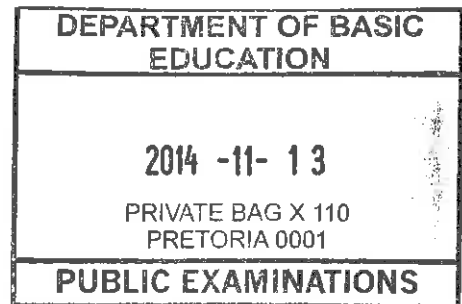 DEPARTMENT OF BASIC
EDUCATION
2014 -11- 13
PRIVATE BAG X 110
PRETORIA 0001
PUBLIC EXAMINATIONS